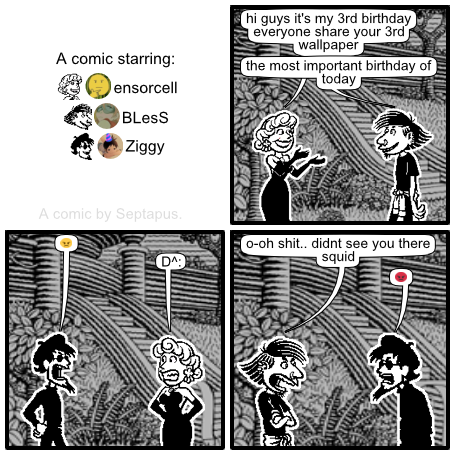 A comic starring:
ensorcell
BLesS
Ziggy
A comic by Septapus.
hi guys it's my 3rd birthday
everyone share your 3rd
wallpaper
the most important birthday of
today
D^:
o-oh shit.. didnt see you there
squid